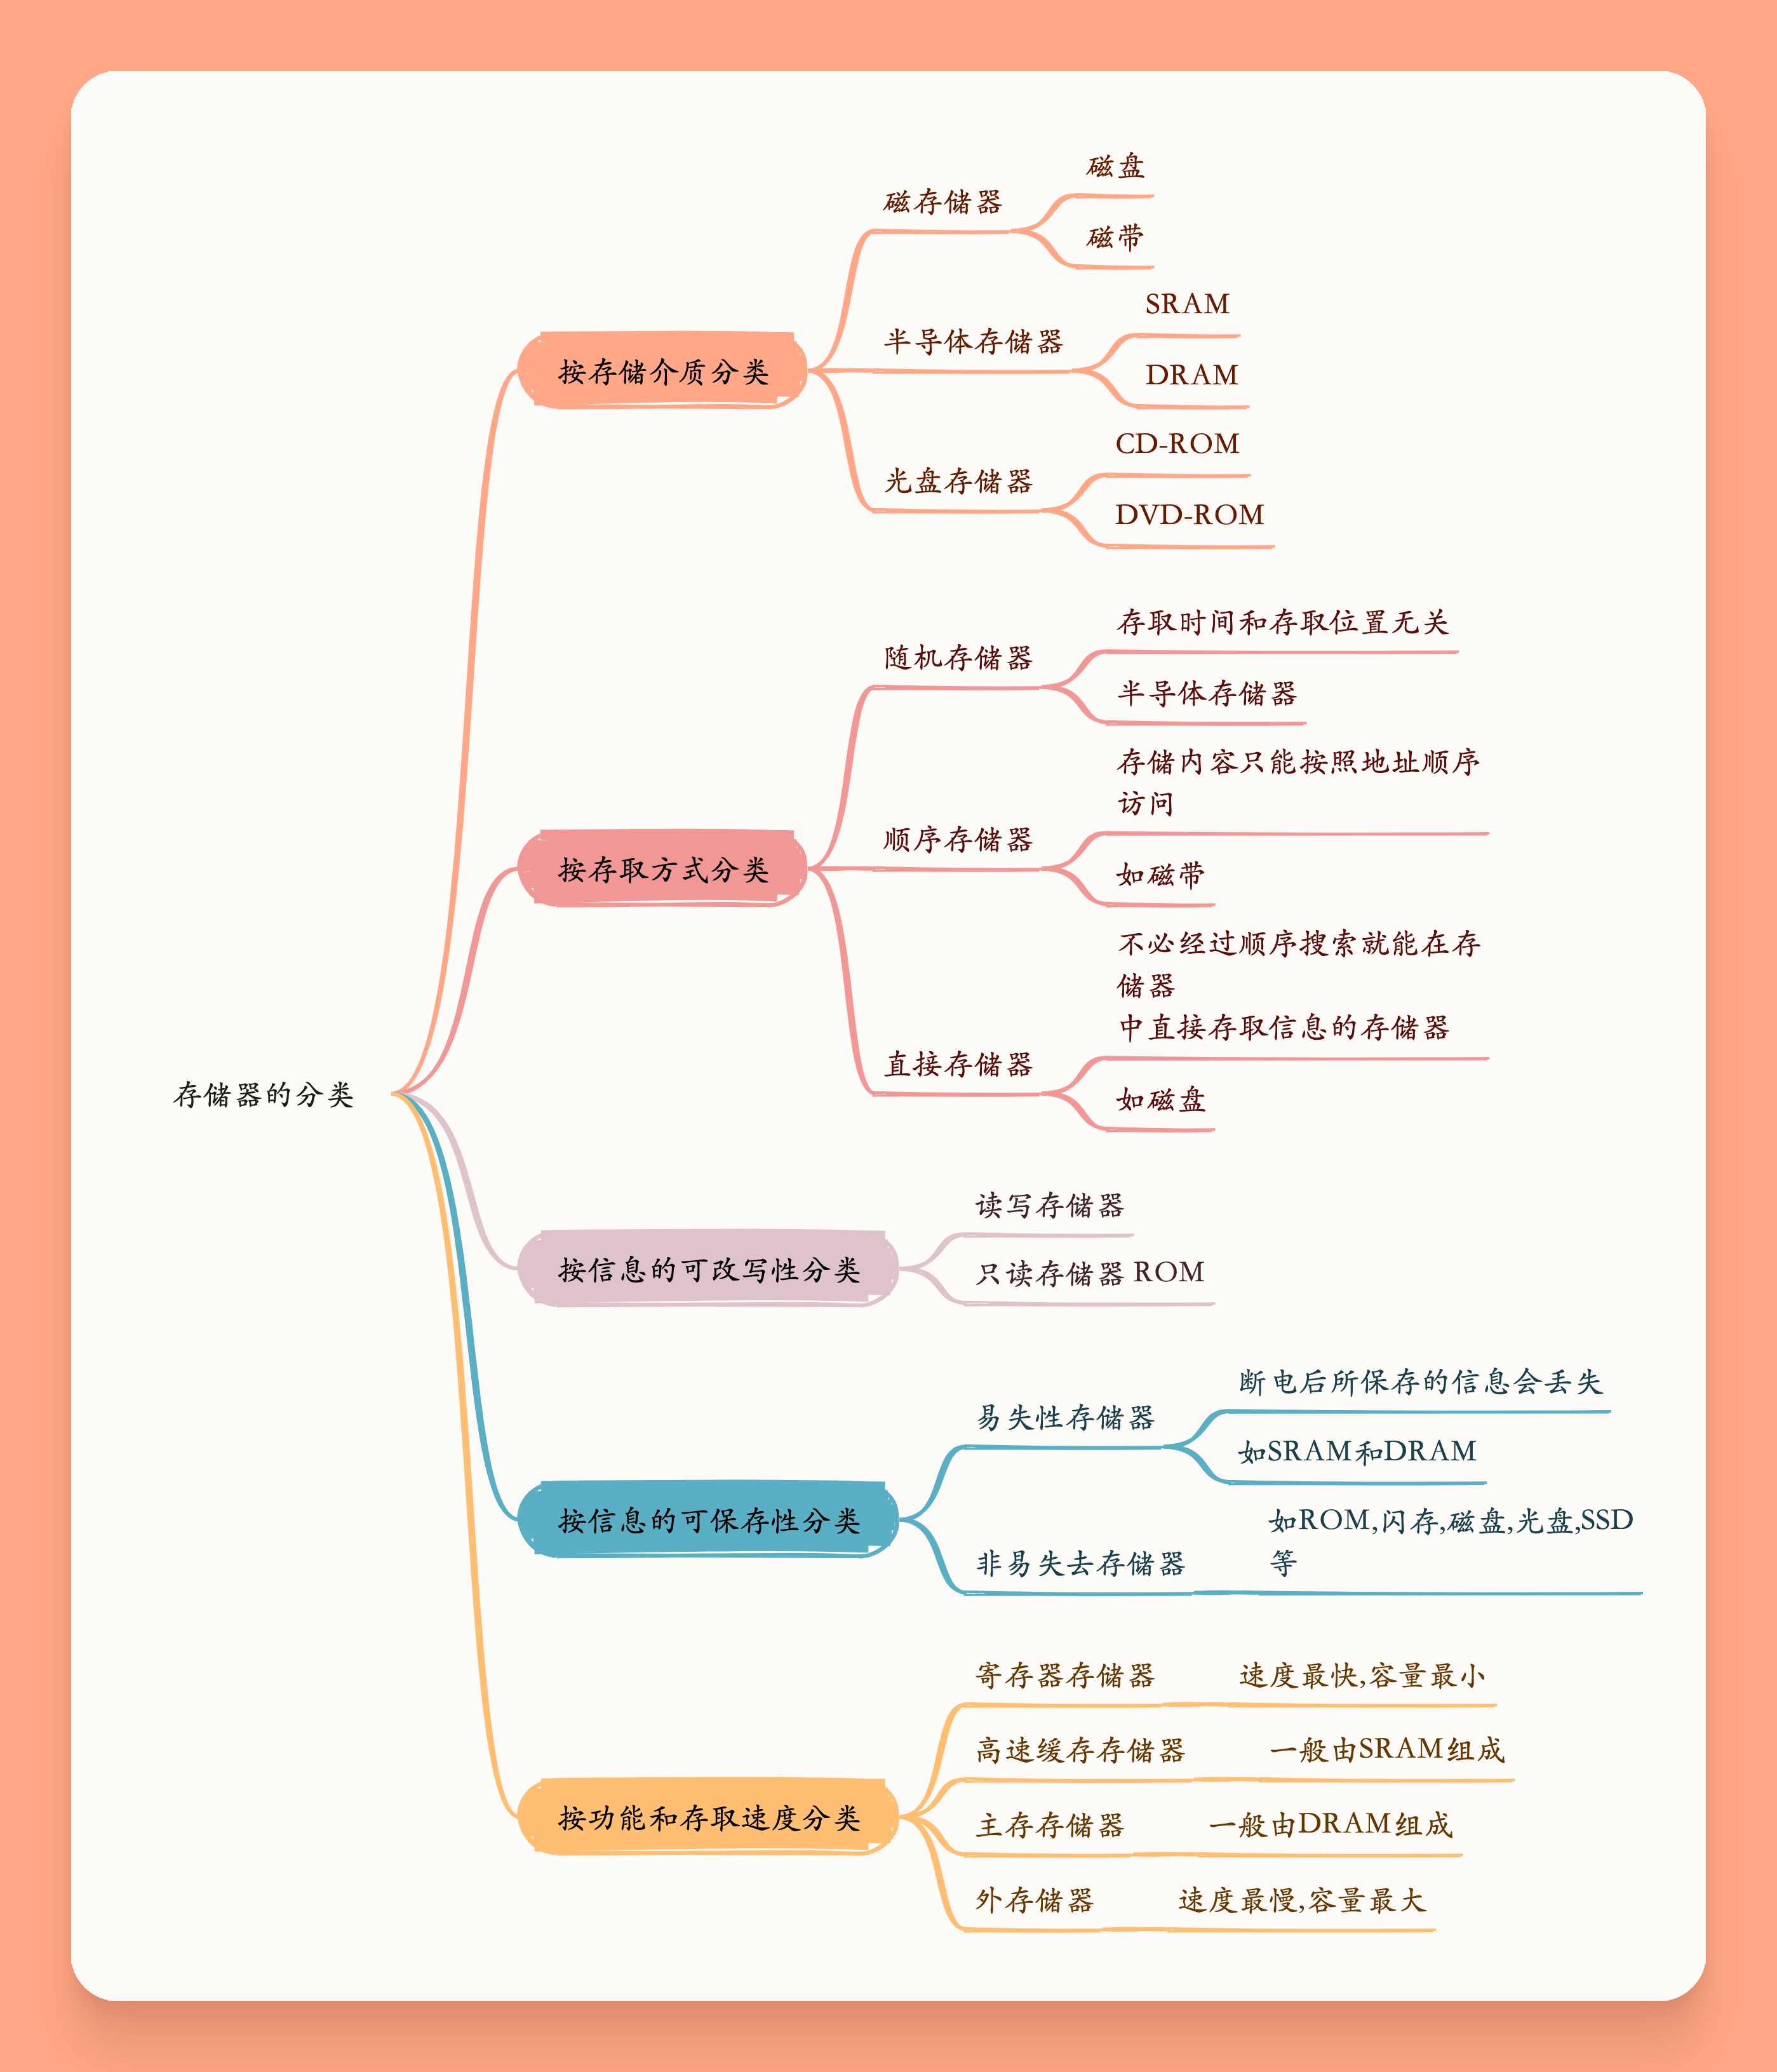 存储器的分类
按存储介质分类
磁存储器
磁盘
磁带
半导体存储器
SRAM
DRAM
光盘存储器
CD-ROM
DVD-ROM
按存取方式分类
随机存储器
存取时间和存取位置无关
半导体存储器
顺序存储器
存储内容只能按照地址顺序
访问
如磁带
直接存储器
不必经过顺序搜索就能在存
储器
中直接存取信息的存储器
如磁盘
按信息的可改写性分类
读写存储器
只读存储器 ROM
按信息的可保存性分类
易失性存储器
断电后所保存的信息会丢失
如SRAM和DRAM
非易失去存储器
如ROM,闪存,磁盘,光盘,SSD
等
按功能和存取速度分类
寄存器存储器
速度最快,容量最小
高速缓存存储器
一般由SRAM组成
主存存储器
一般由DRAM组成
外存储器
速度最慢,容量最大